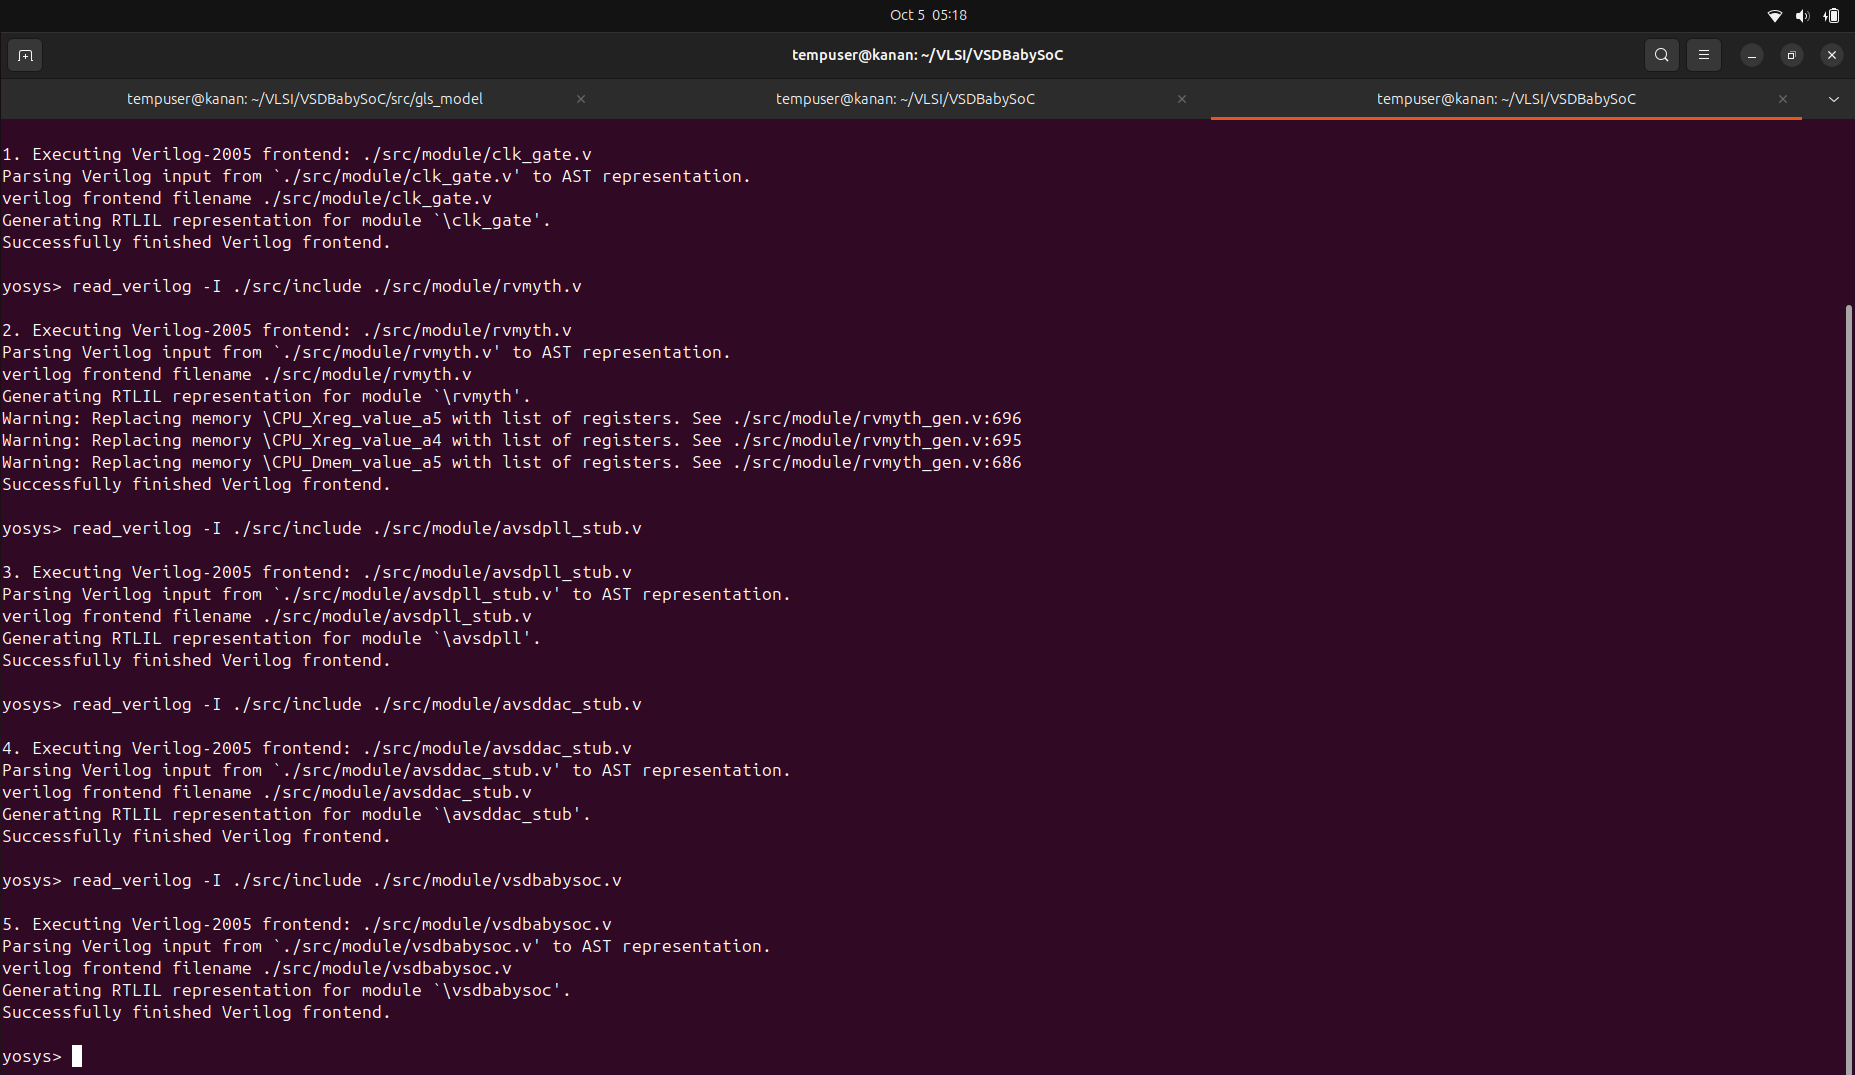 Oct 5 05:18
tempuser@kanan: ~/VLSI/VSDBabySoC
tempuser@kanan: ~/VLSI/VSDBabySoC/src/gls_model
tempuser@kanan: ~/VLSI/VSDBabySoC
tempuser@kanan: ~/VLSI/VSDBabySoC
1. Executing Verilog-2005 frontend: ./src/module/clk_gate.v
Parsing Verilog input from `./src/module/clk_gate.v' to AST representation.
verilog frontend filename ./src/module/clk_gate.v
Generating RTLIL representation for module `\clk_gate'.
Successfully finished Verilog frontend.
yosys> read_verilog -I ./src/include ./src/module/rvmyth.v
2. Executing Verilog-2005 frontend: ./src/module/rvmyth.v
Parsing Verilog input from `./src/module/rvmyth.v' to AST representation.
verilog frontend filename ./src/module/rvmyth.v
Generating RTLIL representation for module `\rvmyth'.
Warning: Replacing memory \CPU_Xreg_value_a5 with list of registers. See ./src/module/rvmyth_gen.v:696
Warning: Replacing memory \CPU_Xreg_value_a4 with list of registers. See ./src/module/rvmyth_gen.v:695
Warning: Replacing memory \CPU_Dmem_value_a5 with list of registers. See ./src/module/rvmyth_gen.v:686
Successfully finished Verilog frontend.
yosys> read_verilog -I ./src/include ./src/module/avsdpll_stub.v
3. Executing Verilog-2005 frontend: ./src/module/avsdpll_stub.v
Parsing Verilog input from `./src/module/avsdpll_stub.v' to AST representation.
verilog frontend filename ./src/module/avsdpll_stub.v
Generating RTLIL representation for module `\avsdpll'.
Successfully finished Verilog frontend.
yosys> read_verilog -I ./src/include ./src/module/avsddac_stub.v
4. Executing Verilog-2005 frontend: ./src/module/avsddac_stub.v
Parsing Verilog input from `./src/module/avsddac_stub.v' to AST representation.
verilog frontend filename ./src/module/avsddac_stub.v
Generating RTLIL representation for module `\avsddac_stub'.
Successfully finished Verilog frontend.
yosys> read_verilog -I ./src/include ./src/module/vsdbabysoc.v
5. Executing Verilog-2005 frontend: ./src/module/vsdbabysoc.v
Parsing Verilog input from `./src/module/vsdbabysoc.v' to AST representation.
verilog frontend filename ./src/module/vsdbabysoc.v
Generating RTLIL representation for module `\vsdbabysoc'.
Successfully finished Verilog frontend.
yosys>